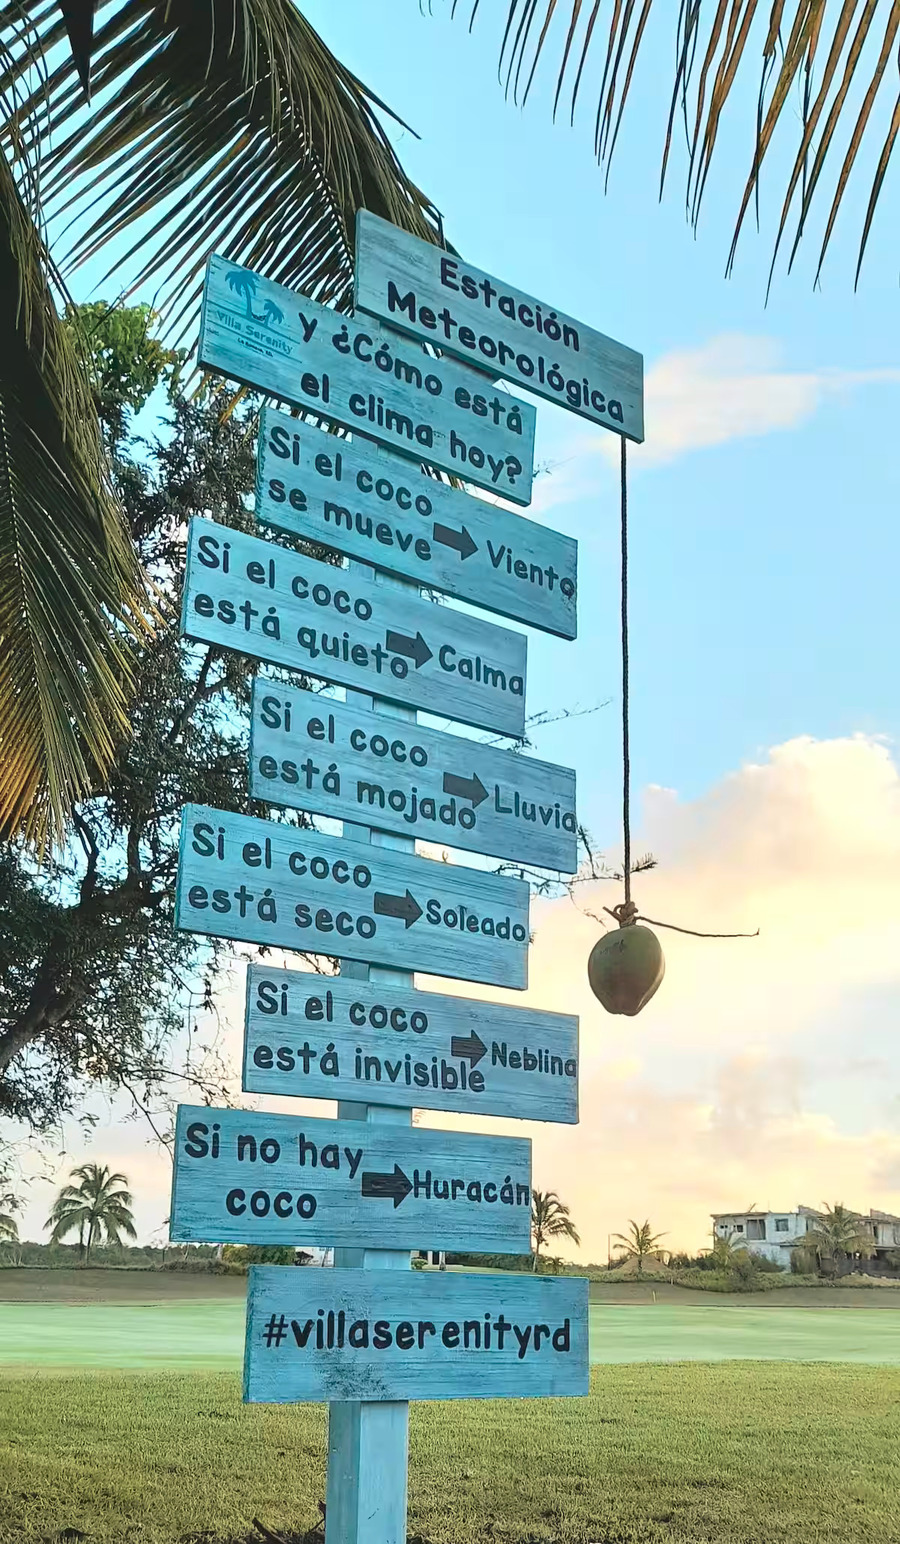 Estación
Meteorológica
Villa Serenity
y ¿Cómo está
el clima hoy?
Si el coco
se mueve
Viento
Si el coco
está quieto
Calma
Si el coco
está mojado
Lluvia
Si el coco
está seco
Soleado
Si el coco
está invisible
Neblina
Si no hay
coco
Huracán
#villaserenityrd